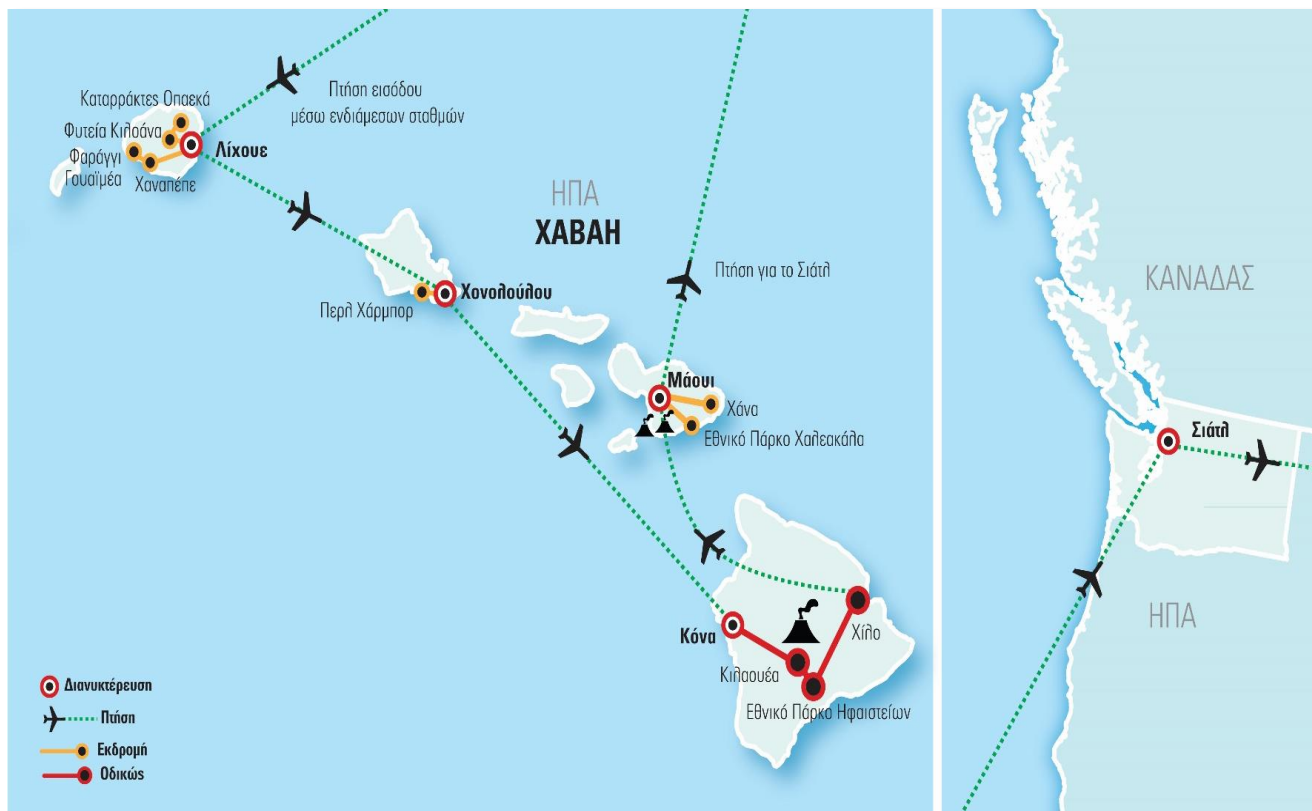 Πτήση εισόδου
μέσω ενδιάμεσων σταθμών
Καταρράκτες Οπαεκά
Φυτεία Κιλοάνα
Φαράγγι
Γουαϊμέα
Χαναπέπε
Λίχουε
ΗΠΑ
ΧΑΒΑΗ
Περλ Χάρμπορ
Χονολούλου
Πτήση για το Σιάτλ
Μάουι
Χάνα
Εθνικό Πάρκο Χαλεακάλα
Κόνα
Χίλο
Κιλαουέα
Εθνικό Πάρκο Ηφαιστείων
Διανυκτέρευση
Πτήση
Εκδρομή
Οδικώς
ΚΑΝΑΔΑΣ
Σιάτλ
ΗΠΑ